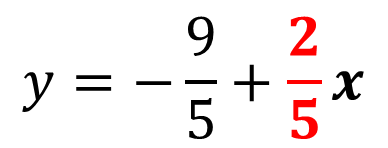 y = −9/5 + 2/5 x